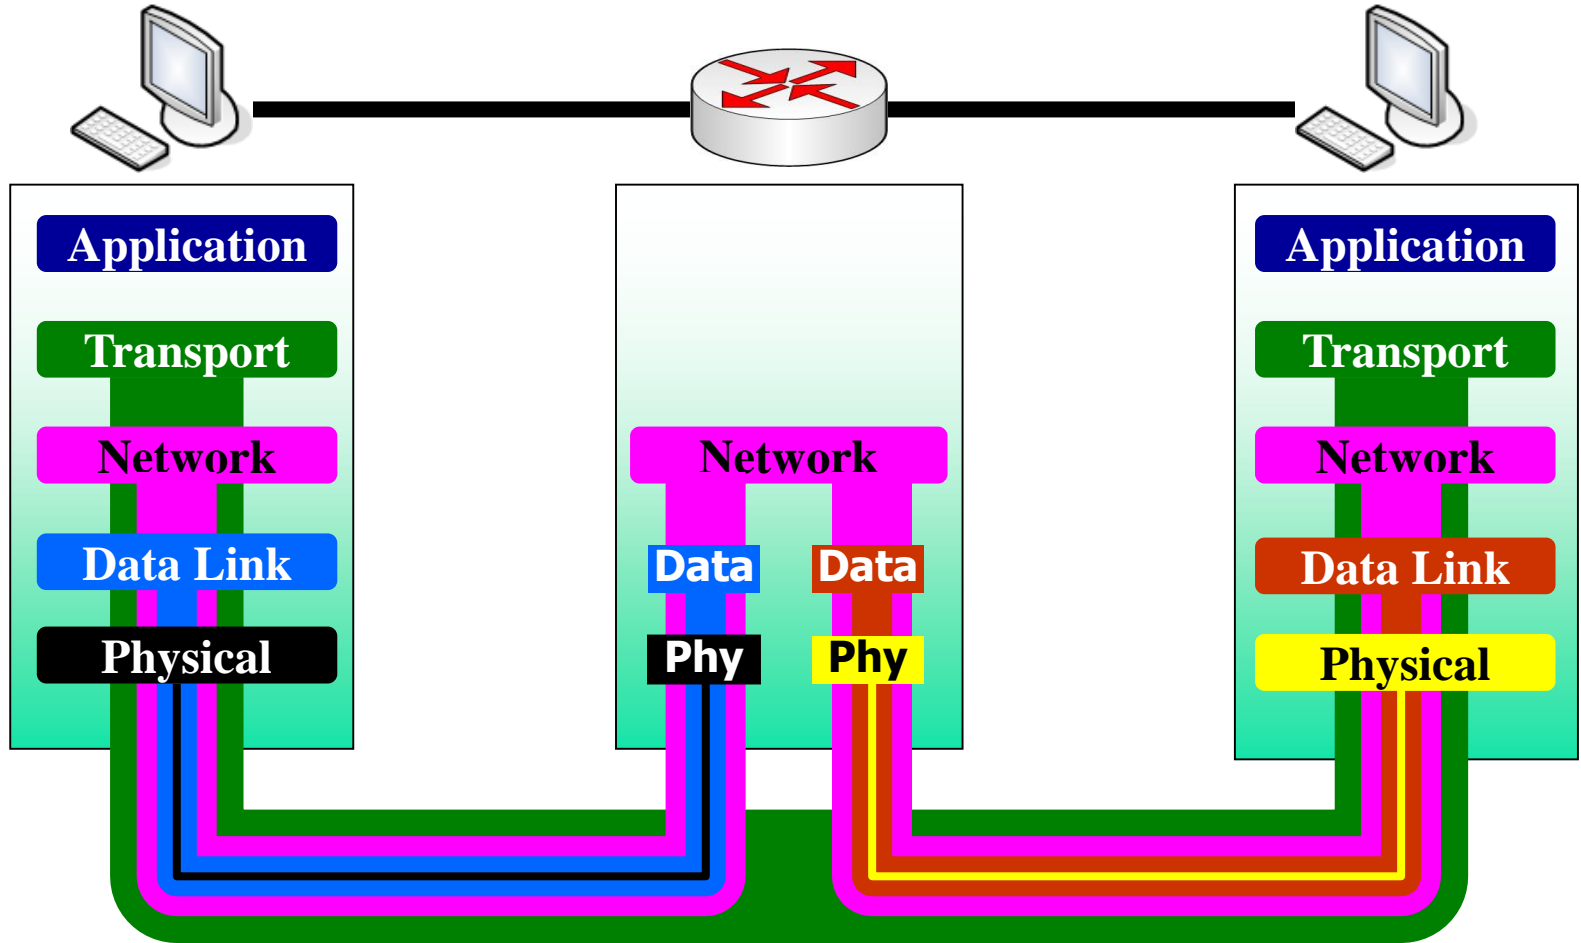 Application
Transport
Network
Data Link
Physical
Network
Data
Data
Phy
Phy
Application
Transport
Network
Data Link
Physical